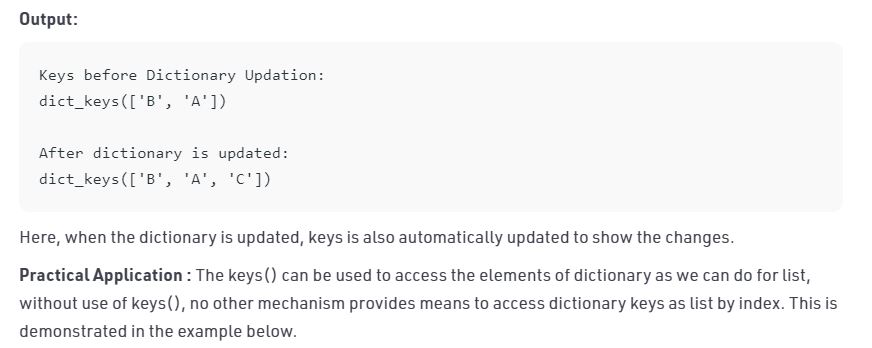 Output:
Keys before Dictionary Updation:
dict_keys(['B', 'A'])
After dictionary is updated:
dict_keys(['B', 'A', 'C'])
Here, when the dictionary is updated, keys is also automatically updated to show the changes.
Practical Application : The keys() can be used to access the elements of dictionary as we can do for list,
without use of keys(), no other mechanism provides means to access dictionary keys as list by index. This is
demonstrated in the example below.